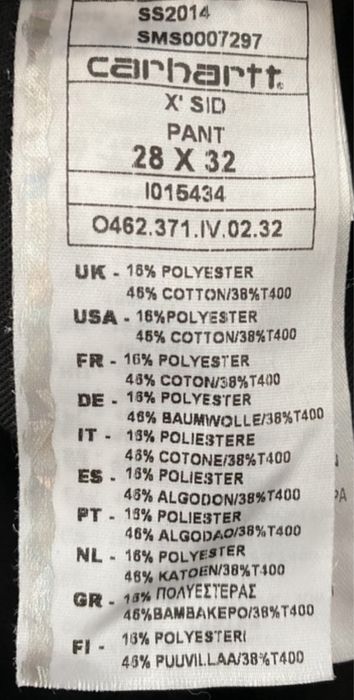 SS2014
SMS0007297
carhartt.
X' SID
PANT
28 X 32
I015434
O462.371.IV.02.32
UK - 16% POLYESTER
46% COTTON/38%T400
USA - 16%POLYESTER
46% COTTON/38%T400
FR - 16% POLYESTER
46% COTON/38%T400
DE - 16% POLYESTER
46% BAUMWOLLE/38%T400
IT - 16% POLIESTERE
46% COTONE/38%T400
ES - 16% POLIESTER
46% ALGODON/38%T400
PT - 16% POLIESTER
46% ALGODAO/38%T400
NL - 16% POLYESTER
46% KATOEN/38%T400
GR - 16% ΠΟΛΥΕΣΤΕΡΑΣ
46%ΒΑΜΒΑΚΕΡΟ/38%T400
FI - 16% POLYESTERI
46% PUUVILLAA/38%T400